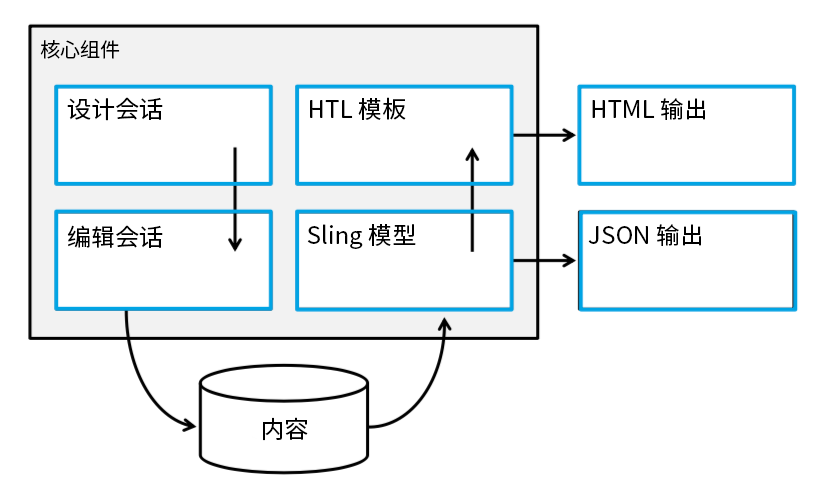 核心组件
设计会话
HTL 模板
HTML 输出
编辑会话
Sling 模型
JSON 输出
内容